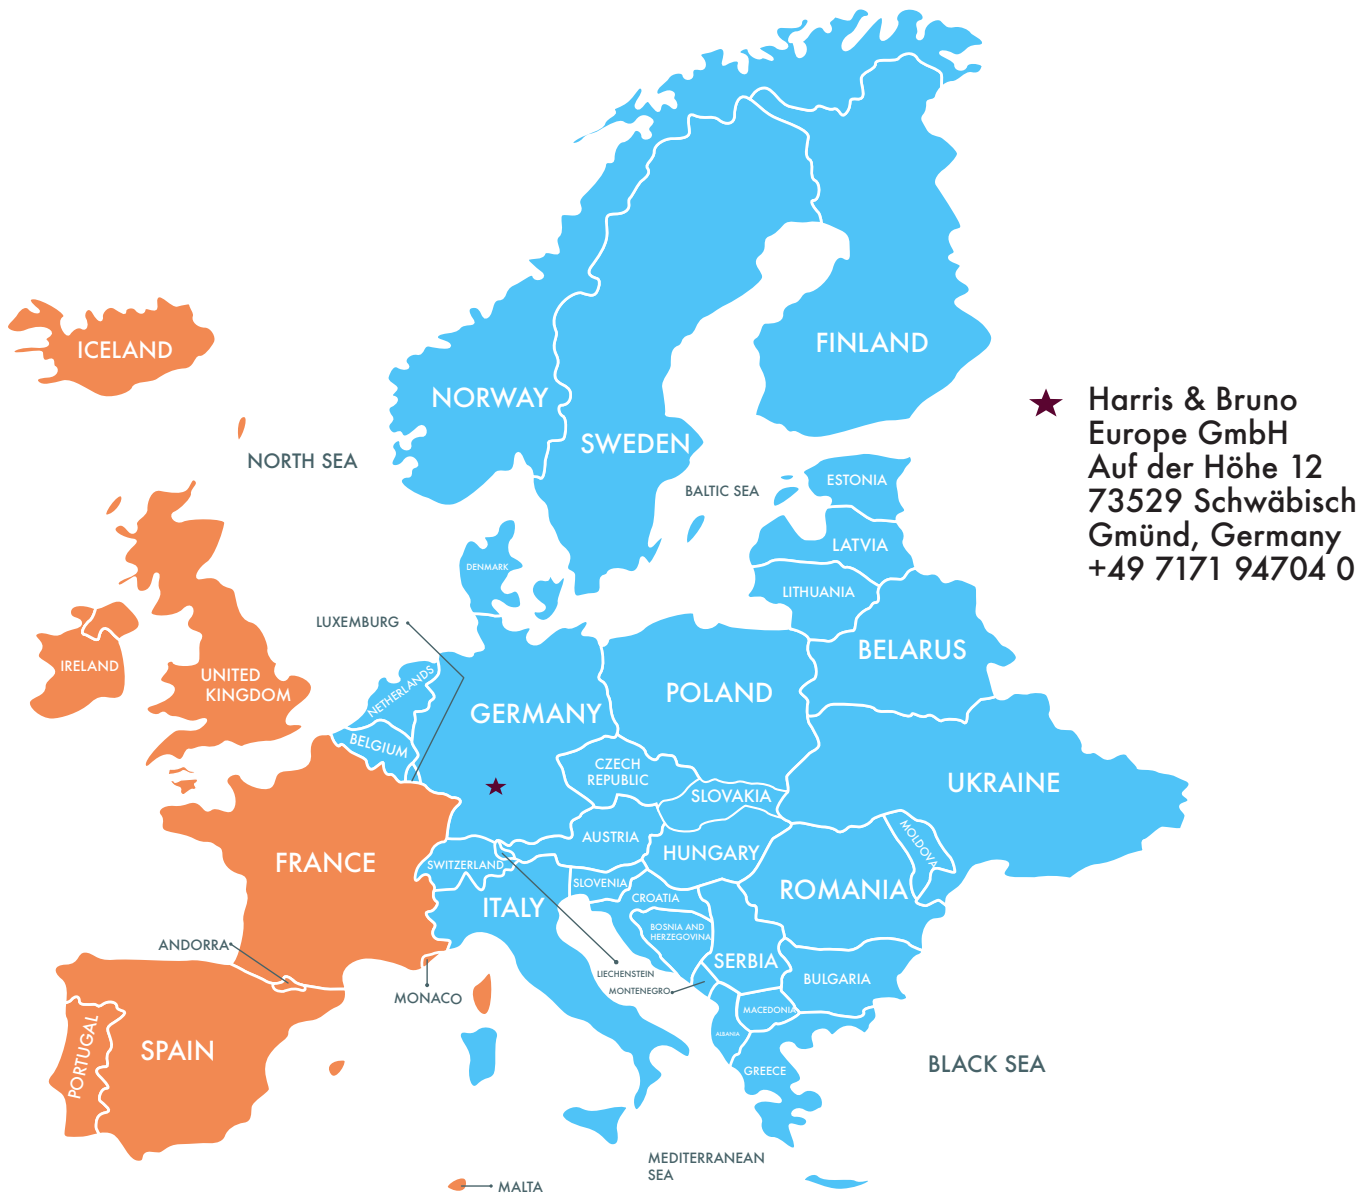 ICELAND
FINLAND
NORWAY
SWEDEN
NORTH SEA
BALTIC SEA
ESTONIA
LATVIA
DENMARK
LITHUANIA
LUXEMBURG
BELARUS
IRELAND
UNITED
KINGDOM
NETHERLANDS
POLAND
GERMANY
BELGIUM
CZECH
REPUBLIC
SLOVAKIA
UKRAINE
AUSTRIA
MOLDOVA
HUNGARY
FRANCE
SWITZERLAND
SLOVENIA
ROMANIA
CROATIA
ITALY
BOSNIA AND
HERZEGOVINA
ANDORRA
SERBIA
LIECHENSTEIN
BULGARIA
MONTENEGRO
MONACO
MACEDONIA
ALBANIA
PORTUGAL
SPAIN
GREECE
BLACK SEA
MEDITERRANEAN
SEA
MALTA
Harris & Bruno
Europe GmbH
Auf der Höhe 12
73529 Schwäbisch
Gmünd, Germany
+49 7171 94704 0